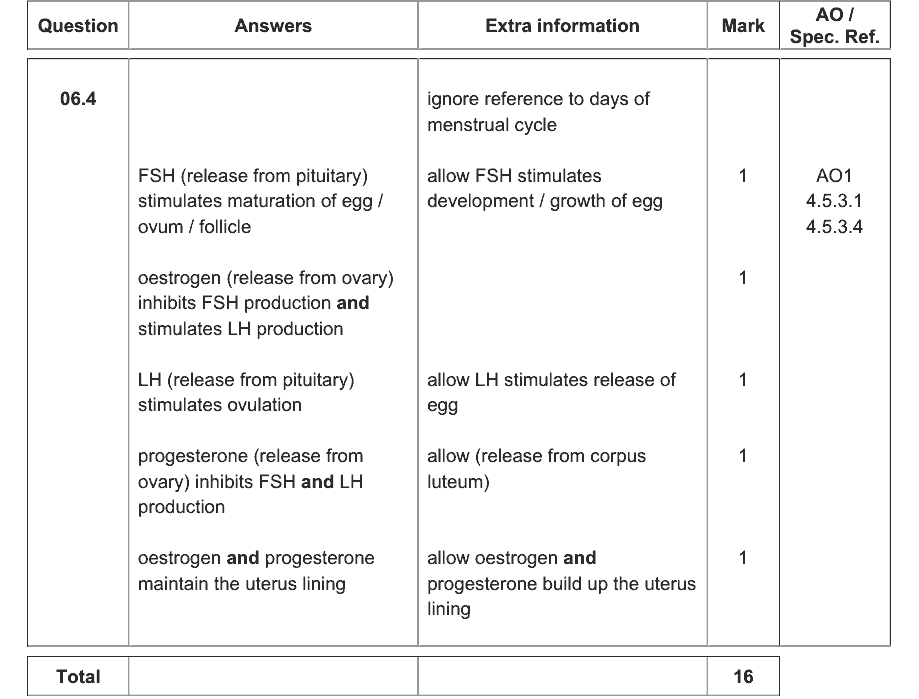 Question Answers Extra information Mark AO / Spec. Ref.
06.4 ignore reference to days of
menstrual cycle
FSH (release from pituitary) allow FSH stimulates 1 AO1
stimulates maturation of egg / development / growth of egg 4.5.3.1
ovum / follicle 4.5.3.4
oestrogen (release from ovary) 1
inhibits FSH production and
stimulates LH production
LH (release from pituitary) allow LH stimulates release of 1
stimulates ovulation egg
progesterone (release from allow (release from corpus 1
ovary) inhibits FSH and LH luteum)
production
oestrogen and progesterone allow oestrogen and 1
maintain the uterus lining progesterone build up the uterus
lining
Total 16